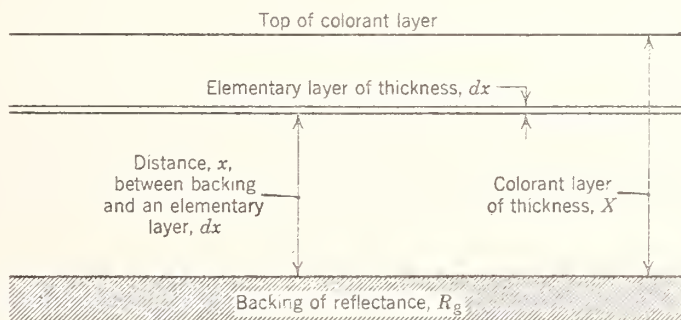 Top of colorant layer
Elementary layer of thickness, dx
Distance, x,
between backing
and an elementary
layer, dx
Colorant layer
of thickness, X
Backing of reflectance, Rg